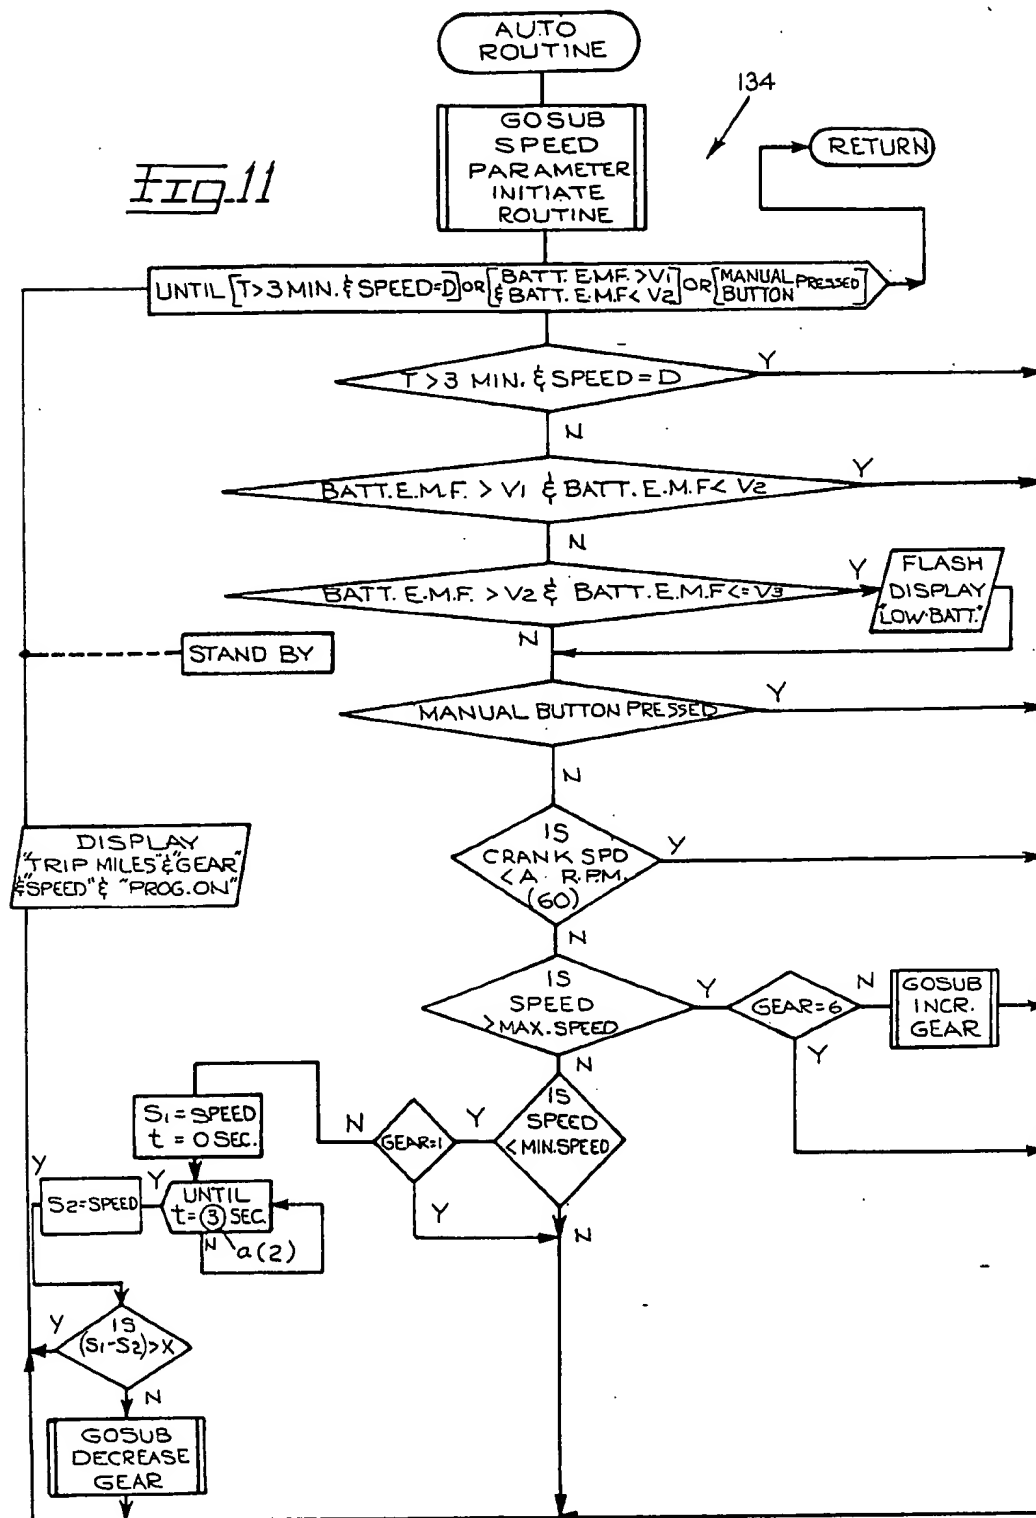 AUTO
ROUTINE
134
GOSUB
SPEED
PARAMETER
INITIATE
ROUTINE
RETURN
Fig.11
UNTIL [T>3 MIN. & SPEED=D] OR [BATT. E.M.F. >V1 & BATT. E.M.F< V2] OR [MANUAL BUTTON PRESSED]
T >3 MIN. & SPEED = D
Y
N
BATT. E.M.F. > V1 & BATT. E.M.F< V2
Y
N
BATT. E.M.F. >V2 & BATT. E.M.F<=V3
Y
FLASH
DISPLAY
"LOW·BATT."
N
STAND BY
MANUAL BUTTON PRESSED
Y
N
IS
CRANK SPD
<A R.P.M.
(60)
Y
N
DISPLAY
"TRIP MILES" & "GEAR"
& "SPEED" & "PROG.ON"
IS
SPEED
>MAX.SPEED
Y
GEAR=6
N
GOSUB
INCR.
GEAR
Y
N
IS
SPEED
<MIN.SPEED
Y
GEAR=1
N
Y
N
S1=SPEED
t = 0 SEC.
UNTIL
t=(3) SEC.
Y
N
a(2)
S2=SPEED
Y
IS
(S1-S2)>X
Y
N
GOSUB
DECREASE
GEAR